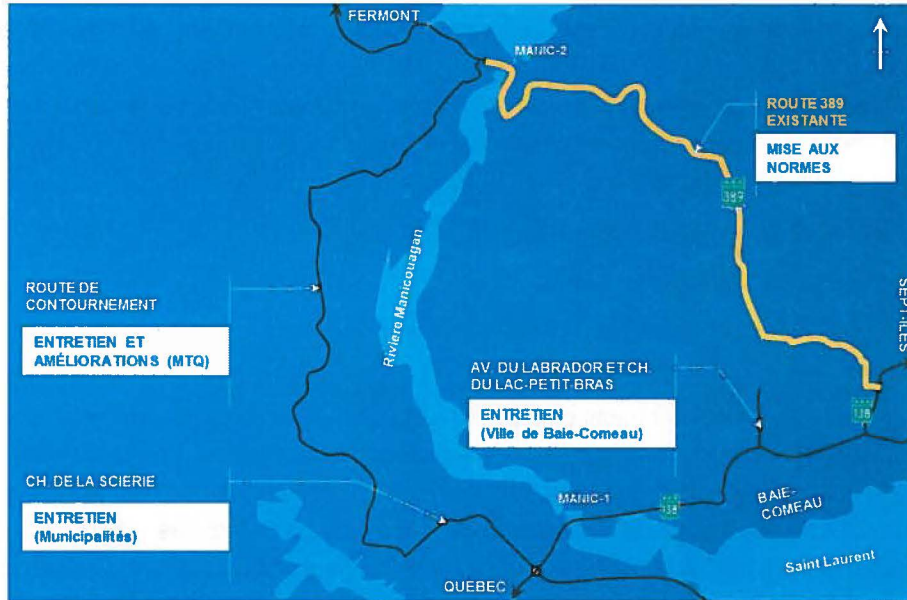 FERMONT
MANIC-2
ROUTE 389
EXISTANTE
MISE AUX
NORMES
389
Riviere Manicouagan
ROUTE DE
CONTOURNEMENT
ENTRETIEN ET
AMÉLIORATIONS (MTQ)
SEPT-ILES
AV. DU LABRADOR ET CH.
DU LAC-PETIT-BRAS
ENTRETIEN
(Ville de Baie-Comeau)
138
CH. DE LA SCIERIE
ENTRETIEN
(Municipalités)
MANIC-1
138
BAIE-
COMEAU
Saint Laurent
QUEBEC